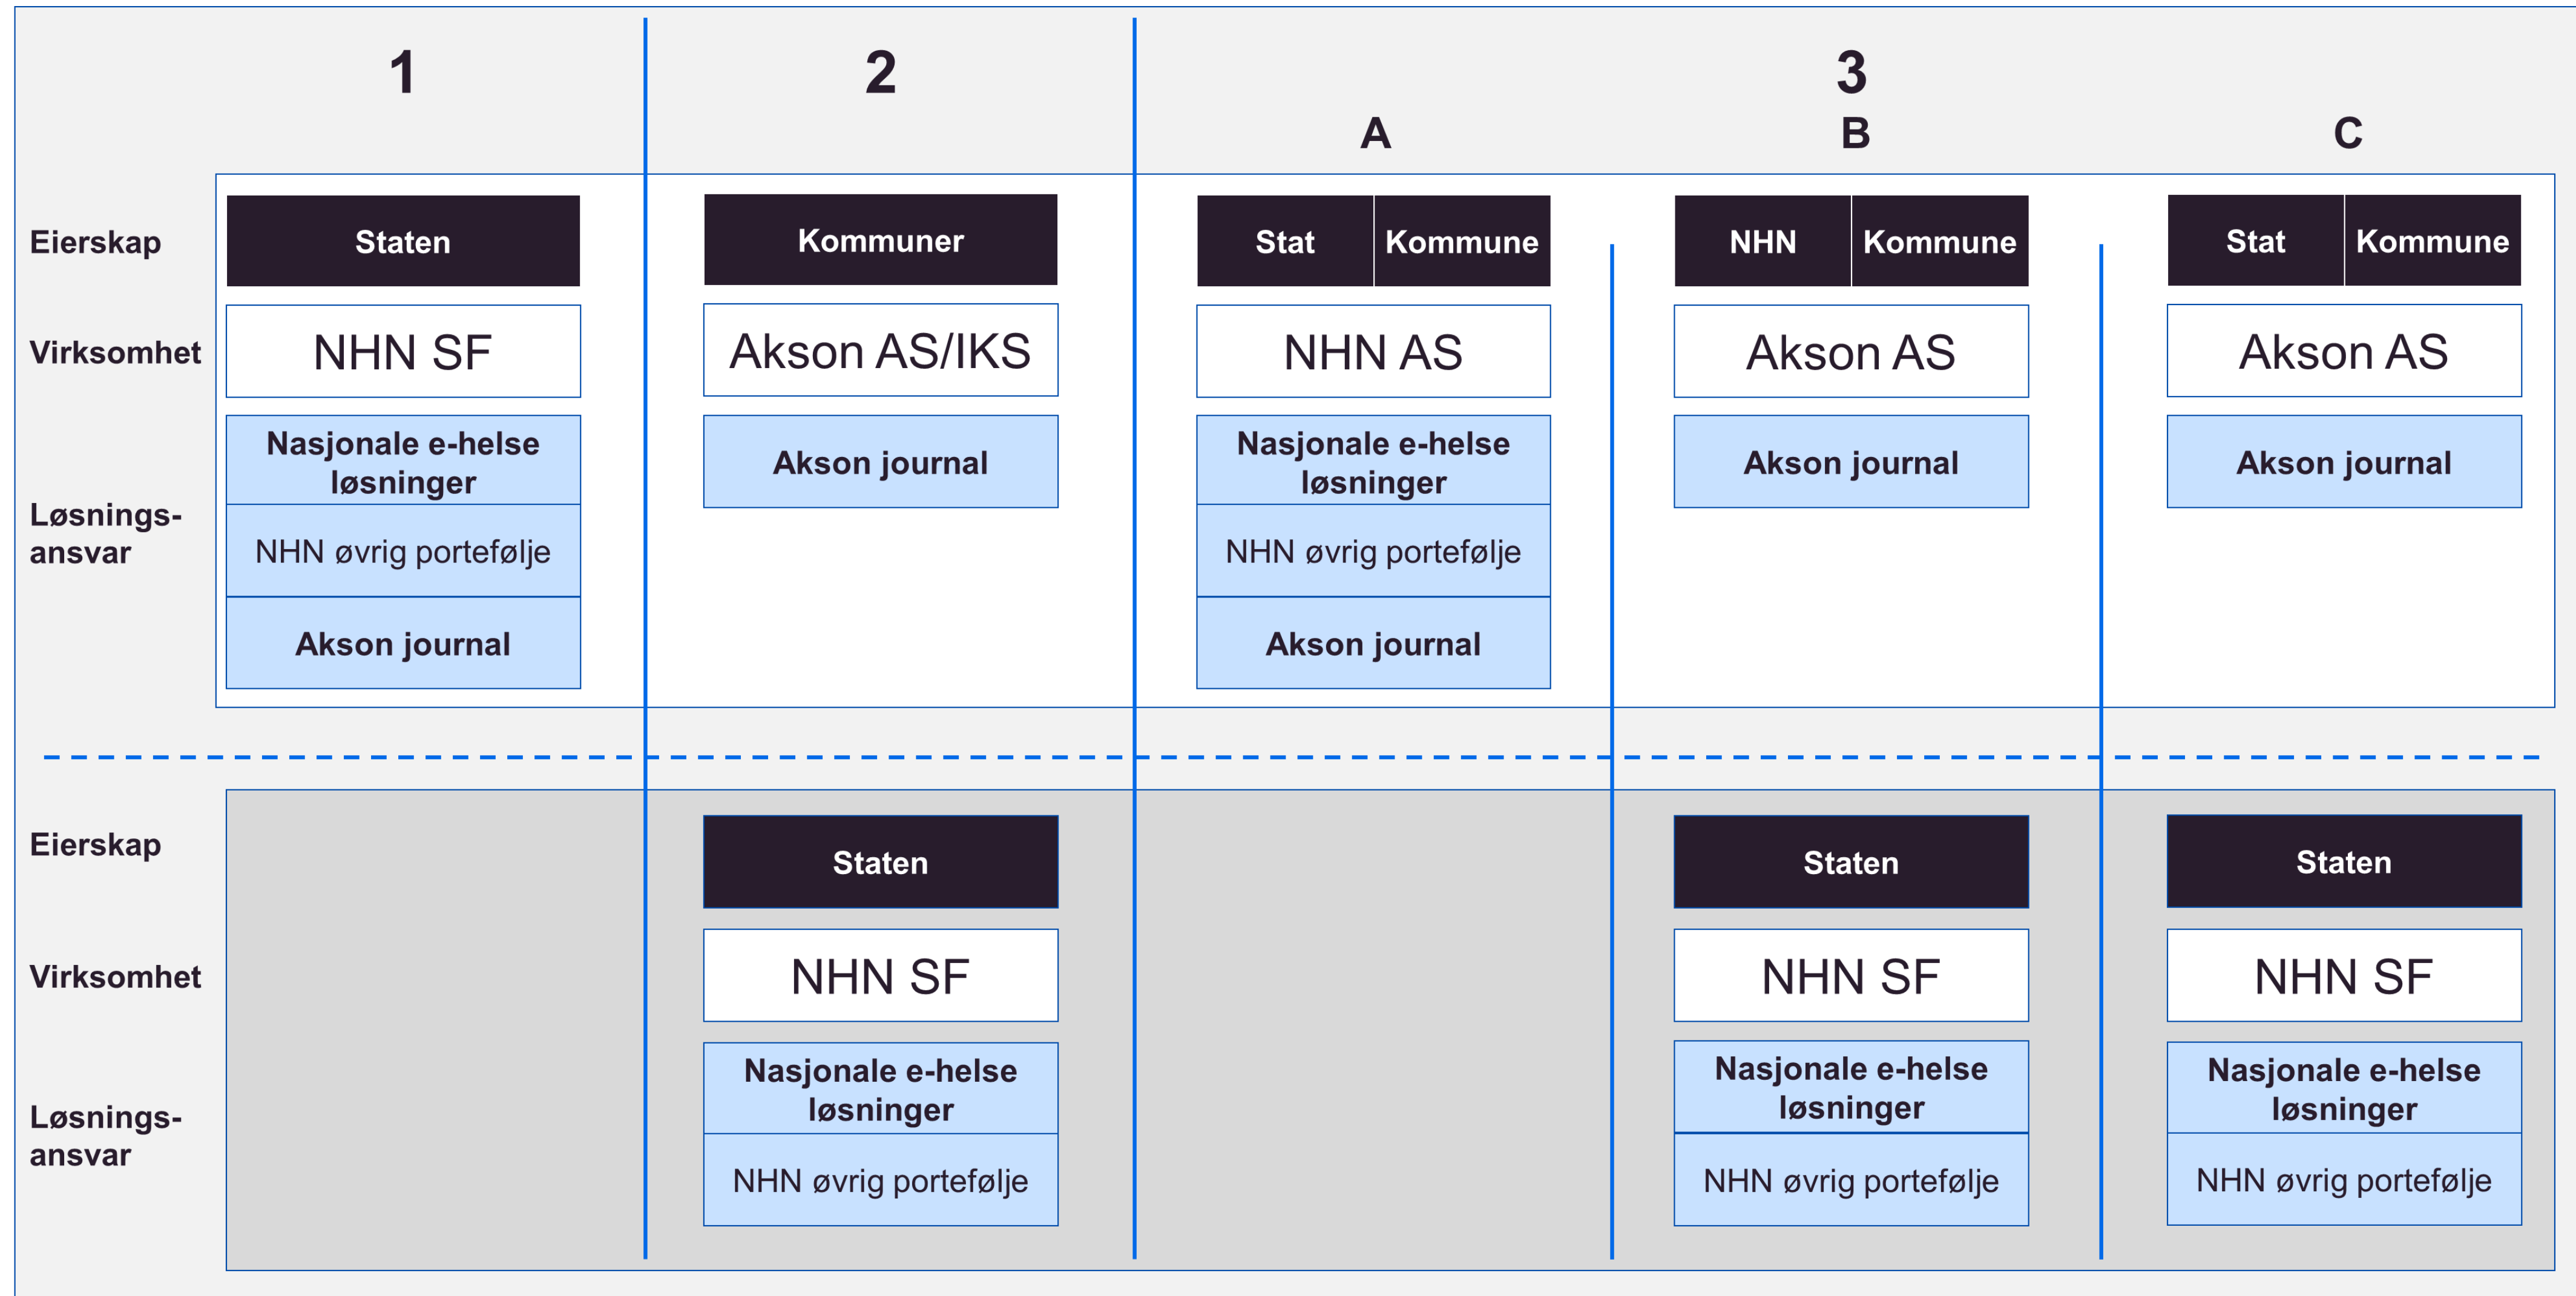 1
2
3
A
B
C
Eierskap
Staten
Kommuner
Stat
Kommune
NHN
Kommune
Stat
Kommune
Virksomhet
NHN SF
Akson AS/IKS
NHN AS
Akson AS
Akson AS
Løsnings-
ansvar
Nasjonale e-helse
løsninger
NHN øvrig portefølje
Akson journal
Akson journal
Nasjonale e-helse
løsninger
NHN øvrig portefølje
Akson journal
Akson journal
Akson journal
Eierskap
Staten
Staten
Staten
Virksomhet
NHN SF
NHN SF
NHN SF
Løsnings-
ansvar
Nasjonale e-helse
løsninger
NHN øvrig portefølje
Nasjonale e-helse
løsninger
NHN øvrig portefølje
Nasjonale e-helse
løsninger
NHN øvrig portefølje